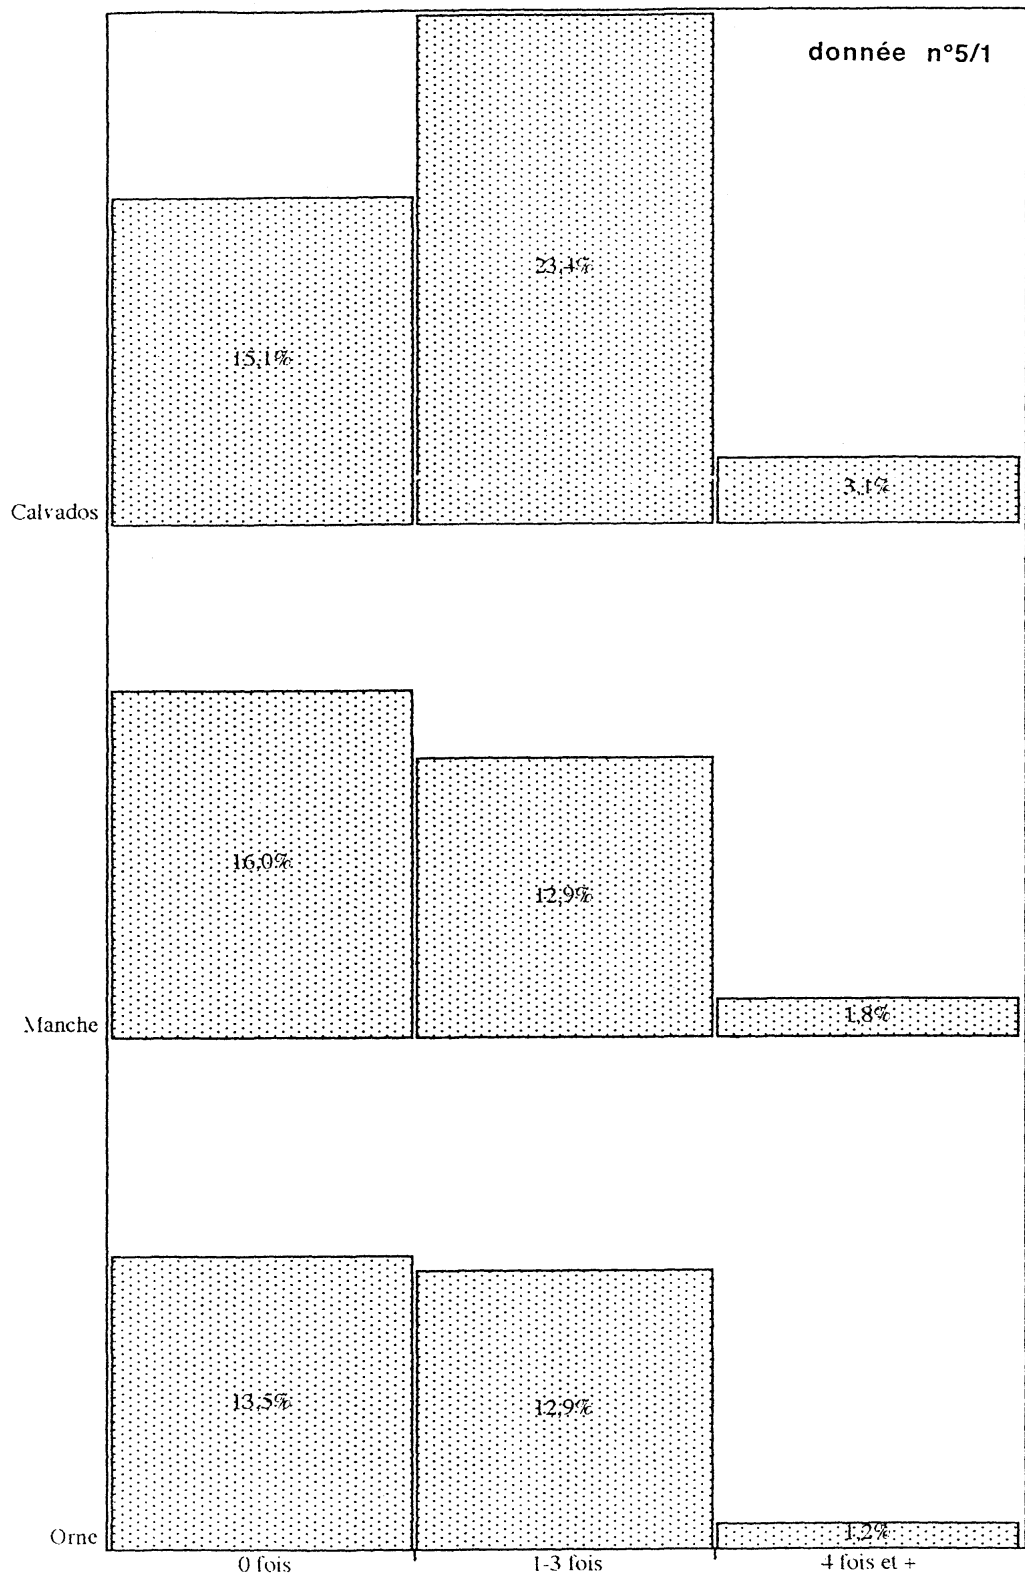 donnée n°5/1
23,4%
15,1%
3,1%
Calvados
16,0%
12,9%
1,8%
Manche
13,5%
12,9%
1,2%
Orne
0 fois 1-3 fois 4 fois et +